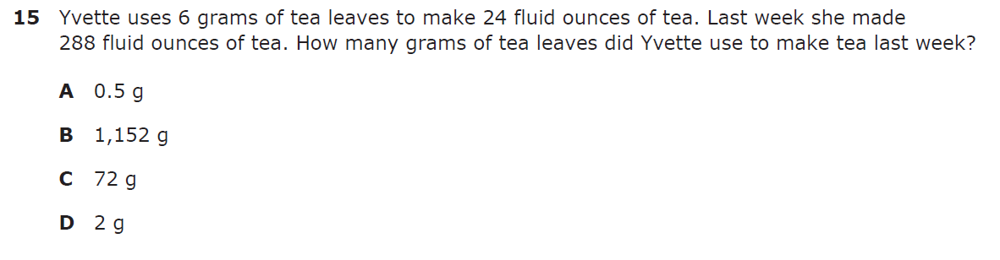 15 Yvette uses 6 grams of tea leaves to make 24 fluid ounces of tea. Last week she made
288 fluid ounces of tea. How many grams of tea leaves did Yvette use to make tea last week?
A 0.5 g
B 1,152 g
C 72 g
D 2 g